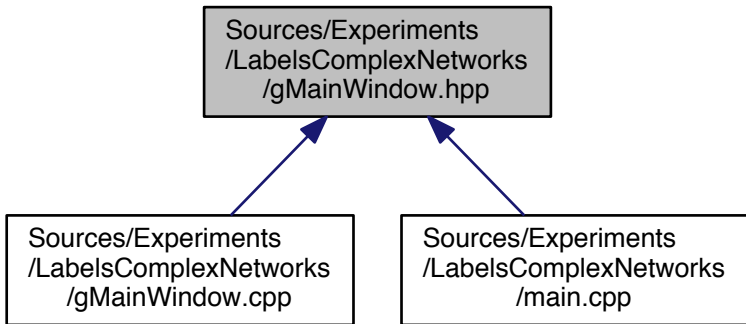 Sources/Experiments
/LabelsComplexNetworks
/gMainWindow.hpp
Sources/Experiments
/LabelsComplexNetworks
/gMainWindow.cpp
Sources/Experiments
/LabelsComplexNetworks
/main.cpp